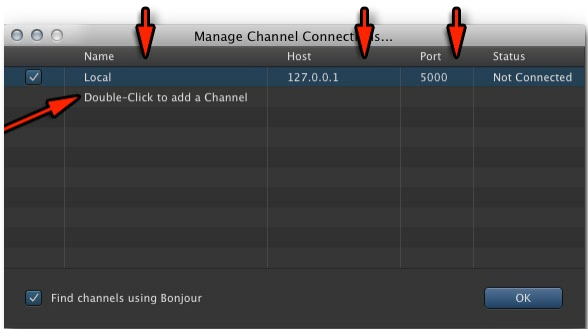 Manage Channel Connections...
Name Host Port Status
Local 127.0.0.1 5000 Not Connected
Double-Click to add a Channel
Find channels using Bonjour
OK